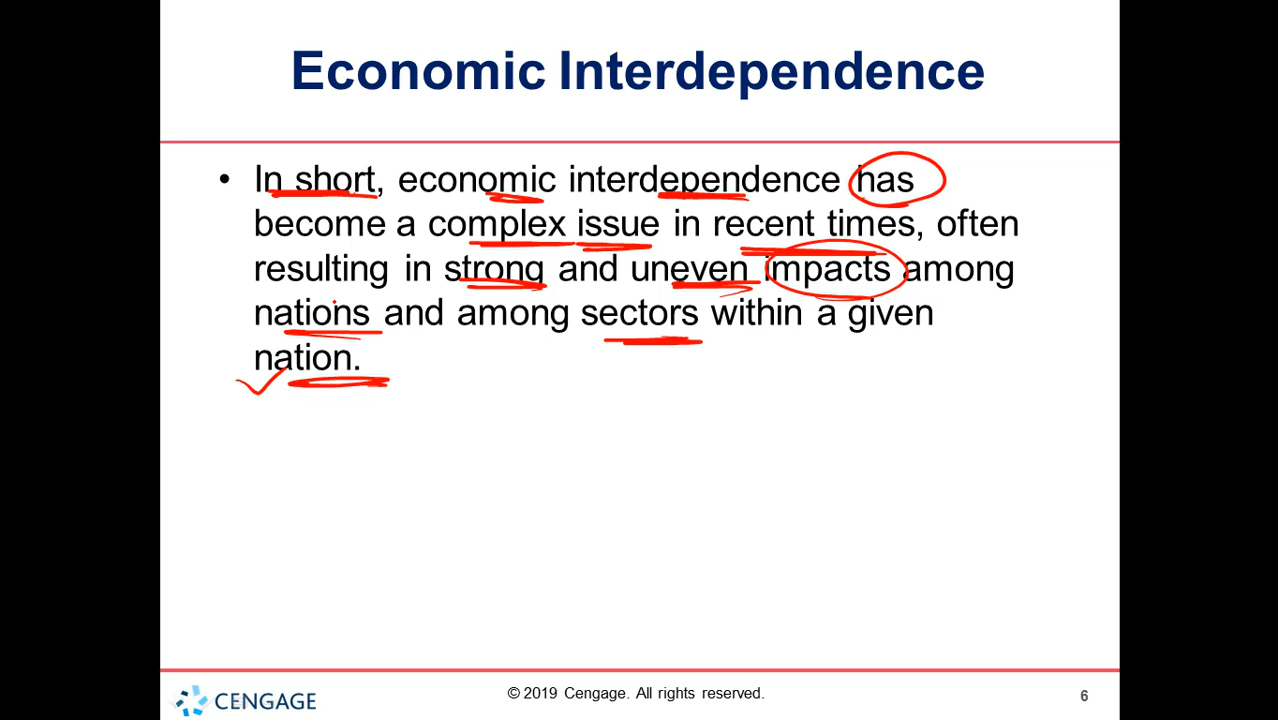 Economic Interdependence
• In short, economic interdependence has
become a complex issue in recent times, often
resulting in strong and uneven impacts among
nations and among sectors within a given
nation.
CENGAGE
© 2019 Cengage. All rights reserved.
6